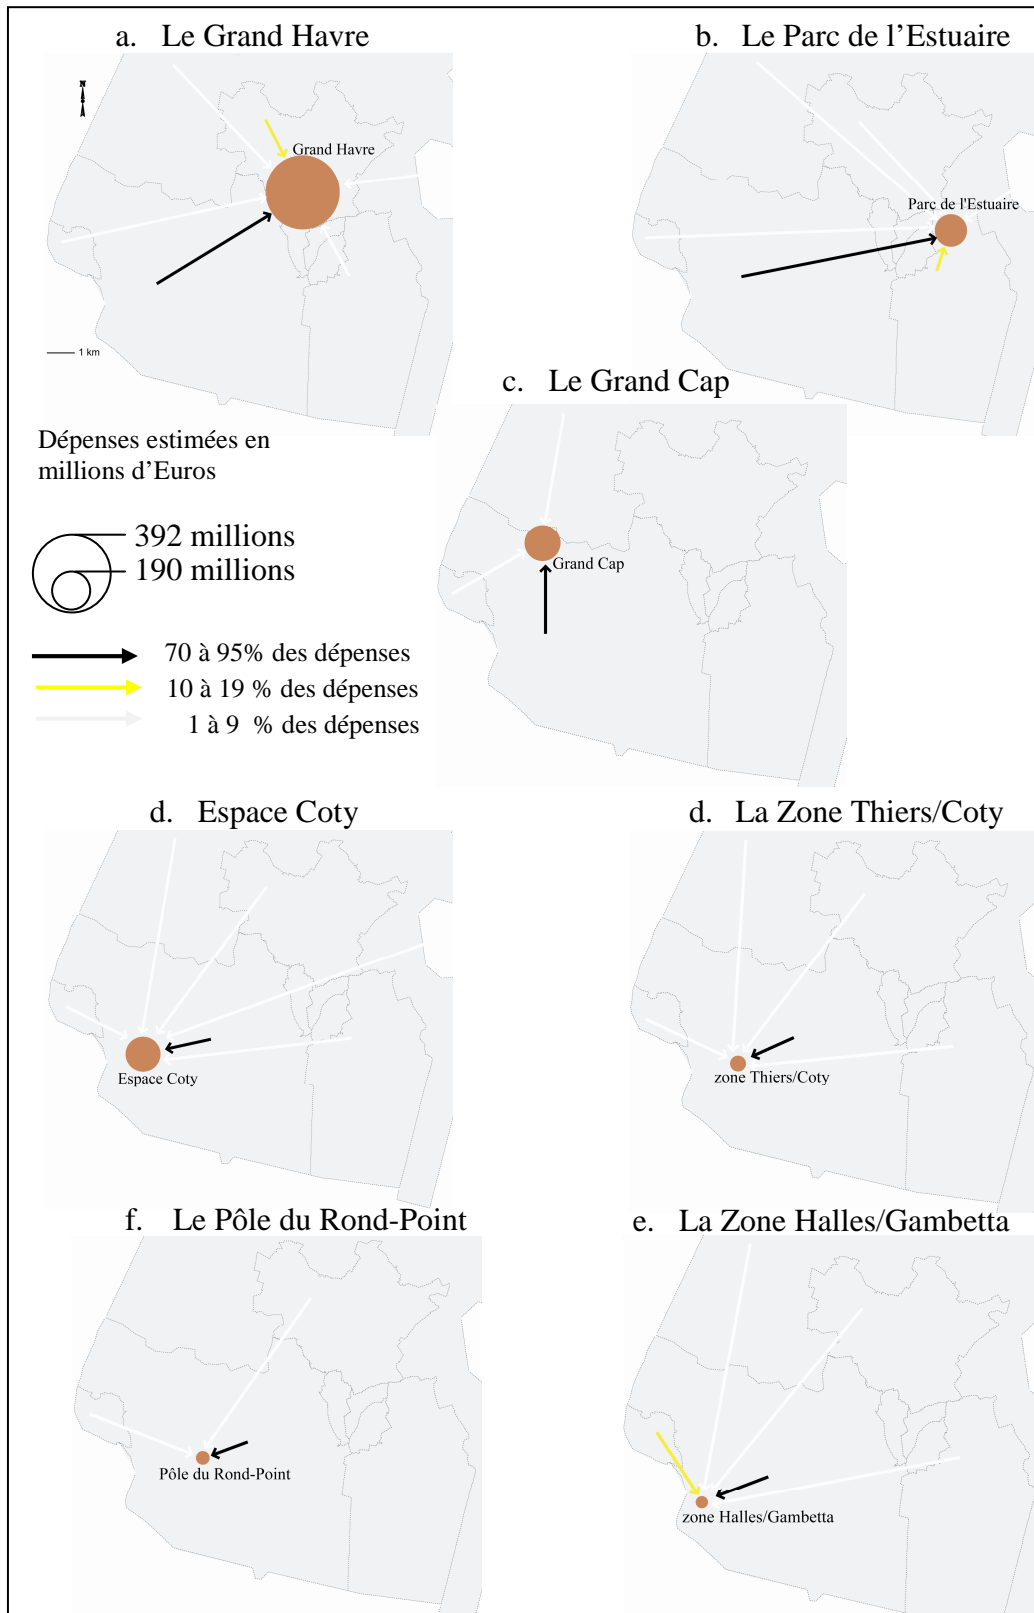 a. Le Grand Havre
b. Le Parc de l'Estuaire
N
S
Grand Havre
Parc de l'Estuaire
1 km
c. Le Grand Cap
Dépenses estimées en
millions d'Euros
392 millions
190 millions
Grand Cap
70 à 95% des dépenses
10 à 19 % des dépenses
1 à 9 % des dépenses
d. Espace Coty
d. La Zone Thiers/Coty
Espace Coty
zone Thiers/Coty
f. Le Pôle du Rond-Point
e. La Zone Halles/Gambetta
Pôle du Rond-Point
zone Halles/Gambetta